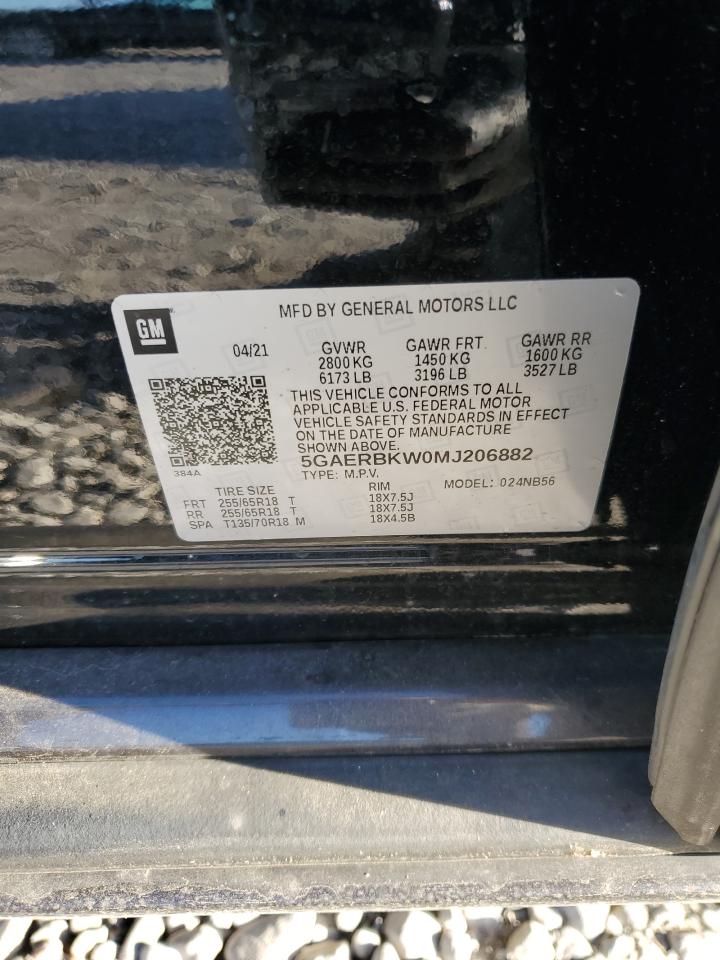 GM
MFD BY GENERAL MOTORS LLC
04/21 GVWR GAWR FRT. GAWR RR
2800 KG 1450 KG 1600 KG
6173 LB 3196 LB 3527 LB
THIS VEHICLE CONFORMS TO ALL
APPLICABLE U.S. FEDERAL MOTOR
VEHICLE SAFETY STANDARDS IN EFFECT
ON THE DATE OF MANUFACTURE
SHOWN ABOVE.
384A
5GAERBKW0MJ206882
TYPE: M.P.V. MODEL: 024NB56
TIRE SIZE RIM
FRT 255/65R18 T 18X7.5J
RR 255/65R18 T 18X7.5J
SPA T135/70R18 M 18X4.5B